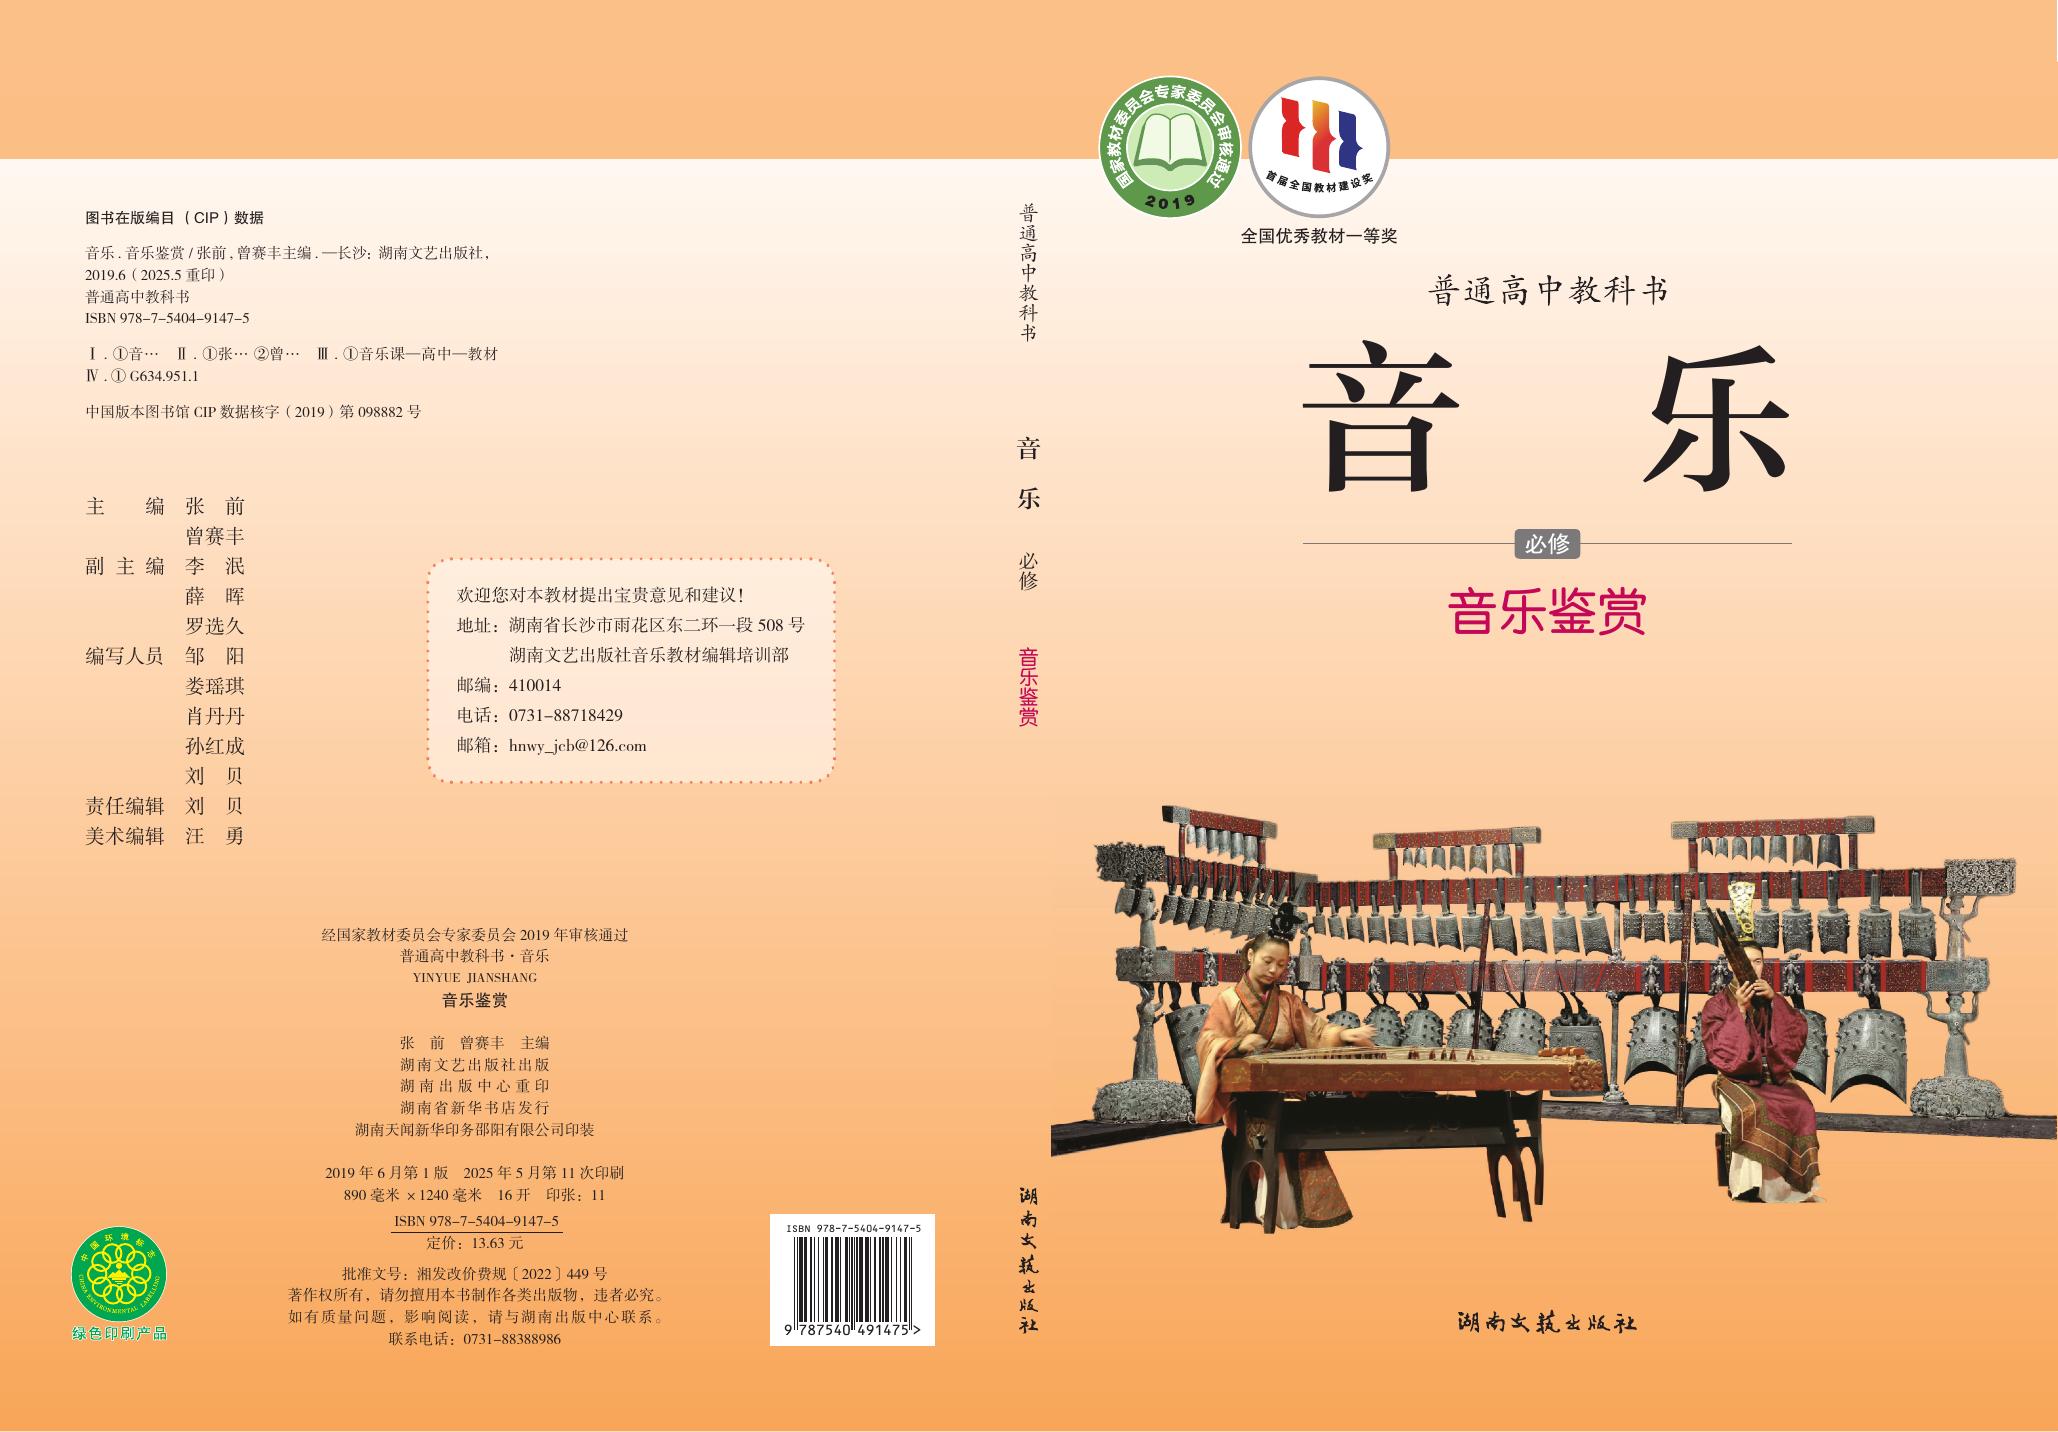 图书在版编目（CIP）数据
音乐 . 音乐鉴赏 / 张前 , 曾赛丰主编 . —长沙：湖南文艺出版社，
2019.6（2025.5 重印）
普通高中教科书
ISBN 978-7-5404-9147-5
Ⅰ . ①音… Ⅱ . ①张… ②曾… Ⅲ . ①音乐课—高中—教材
Ⅳ . ① G634.951.1
中国版本图书馆 CIP 数据核字（2019）第 098882 号
主编 张前
曾赛丰
副主编 李泯
薛晖
罗选久
编写人员 邹阳
娄瑶琪
肖丹丹
孙红成
刘贝
责任编辑 刘贝
美术编辑 汪勇
欢迎您对本教材提出宝贵意见和建议！
地址：湖南省长沙市雨花区东二环一段 508 号
湖南文艺出版社音乐教材编辑培训部
邮编：410014
电话：0731-88718429
邮箱：hnwy_jcb@126.com
经国家教材委员会专家委员会 2019 年审核通过
普通高中教科书·音乐
YINYUE JIANSHANG
音乐鉴赏
张前 曾赛丰 主编
湖南文艺出版社出版
湖南出版中心重印
湖南省新华书店发行
湖南天闻新华印务邵阳有限公司印装
2019 年 6 月第 1 版 2025 年 5 月第 11 次印刷
890 毫米 × 1240 毫米 16 开 印张：11
ISBN 978-7-5404-9147-5
定价：13.63 元
批准文号：湘发改价费规〔2022〕449 号
著作权所有，请勿擅用本书制作各类出版物，违者必究。
如有质量问题，影响阅读，请与湖南出版中心联系。
联系电话：0731-88388986
中国环境标志
CHINA ENVIRONMENTAL LABELLING
绿色印刷产品
ISBN 978-7-5404-9147-5
9 787540 491475 >
普通高中教科书
音乐
必修
音乐鉴赏
湖南文艺出版社
国家教材委员会专家委员会审核通过
2019
首届全国教材建设奖
全国优秀教材一等奖
普通高中教科书
音乐
必修
音乐鉴赏
湖南文艺出版社